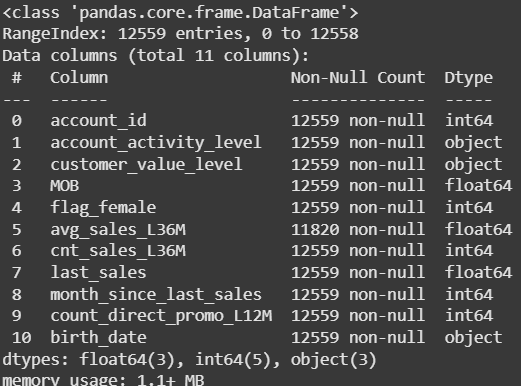 <class 'pandas.core.frame.DataFrame'>
RangeIndex: 12559 entries, 0 to 12558
Data columns (total 11 columns):
 #   Column                   Non-Null Count  Dtype
---  ------                   --------------  -----
 0   account_id               12559 non-null  int64
 1   account_activity_level   12559 non-null  object
 2   customer_value_level     12559 non-null  object
 3   MOB                      12559 non-null  float64
 4   flag_female              12559 non-null  int64
 5   avg_sales_L36M           11820 non-null  float64
 6   cnt_sales_L36M           12559 non-null  int64
 7   last_sales               12559 non-null  float64
 8   month_since_last_sales   12559 non-null  int64
 9   count_direct_promo_L12M  12559 non-null  int64
 10  birth_date               12559 non-null  object
dtypes: float64(3), int64(5), object(3)
memory usage: 1.1+ MB